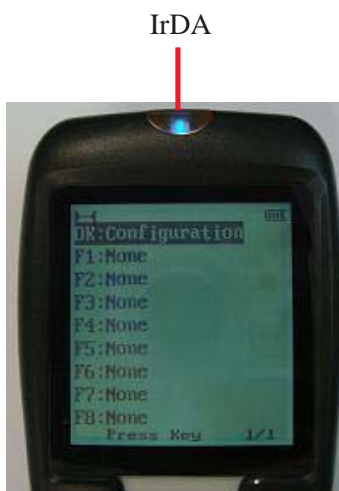 IrDA
OK:Configuration
F1:None
F2:None
F3:None
F4:None
F5:None
F6:None
F7:None
F8:None
Press Key 1/1